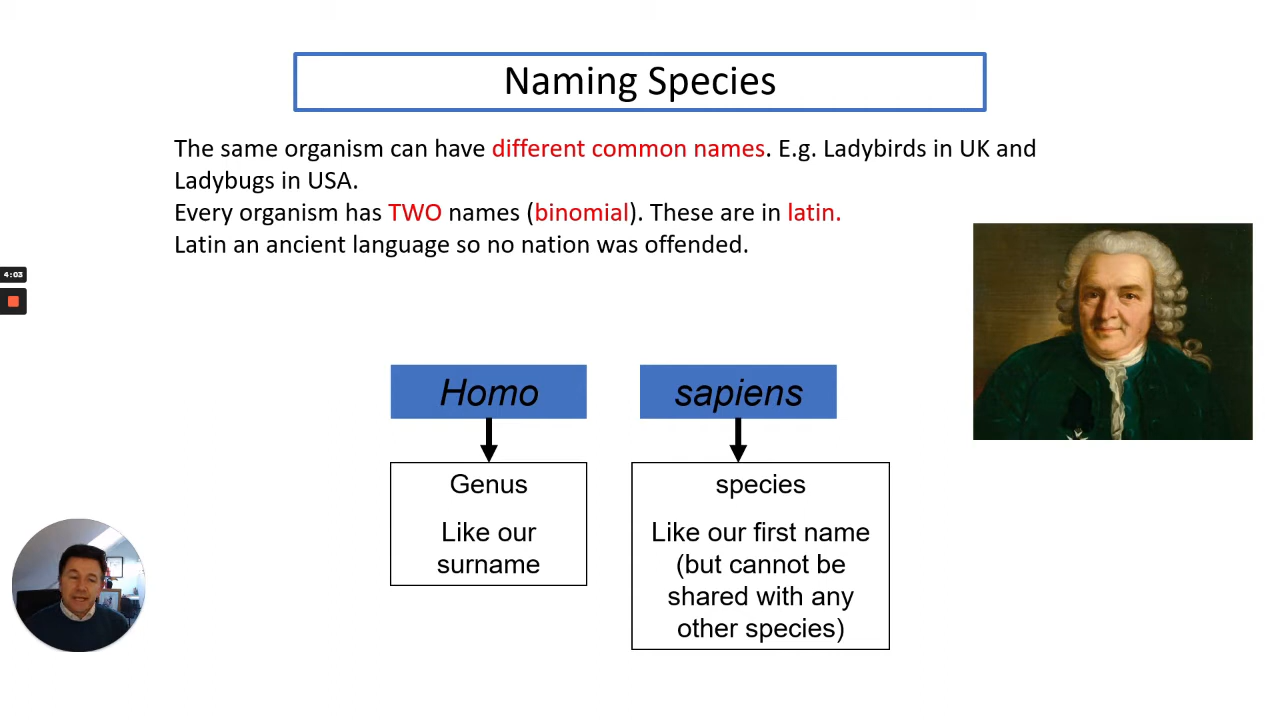 Naming Species
The same organism can have different common names. E.g. Ladybirds in UK and
Ladybugs in USA.
Every organism has TWO names (binomial). These are in latin.
Latin an ancient language so no nation was offended.
4:03
Homo
sapiens
Genus
Like our
surname
species
Like our first name
(but cannot be
shared with any
other species)